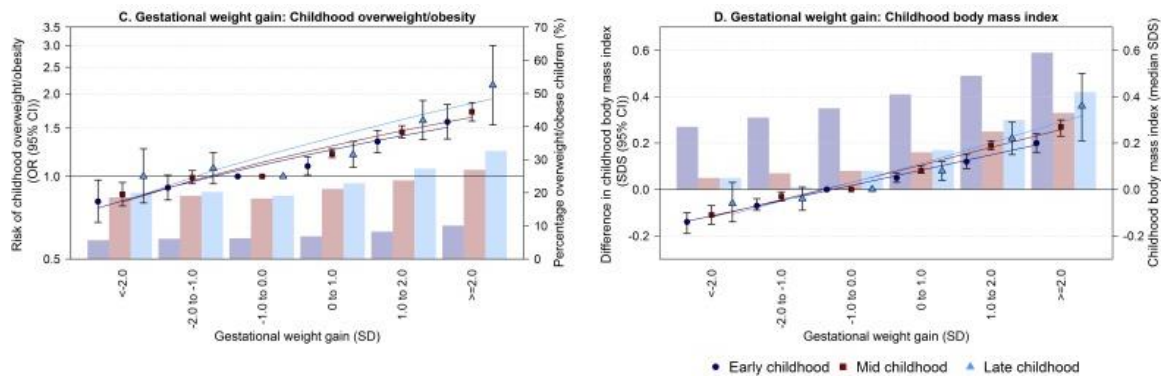 C. Gestational weight gain: Childhood overweight/obesity
Risk of childhood overweight/obesity
(OR (95% CI))
3.5
3.0
2.5
2.0
1.5
1.0
0.5
70
60
50
40
30
20
10
0
Percentage overweight/obese children (%)
<-2.0
-2.0 to -1.0
-1.0 to 0.0
0 to 1.0
1.0 to 2.0
>=2.0
Gestational weight gain (SD)
D. Gestational weight gain: Childhood body mass index
Difference in childhood body mass index
(SDS (95% CI))
0.6
0.4
0.2
0.0
-0.2
0.6
0.4
0.2
0.0
-0.2
Childhood body mass index (median SDS)
<-2.0
-2.0 to -1.0
-1.0 to 0.0
0 to 1.0
1.0 to 2.0
>=2.0
Gestational weight gain (SD)
Early childhood Mid childhood Late childhood